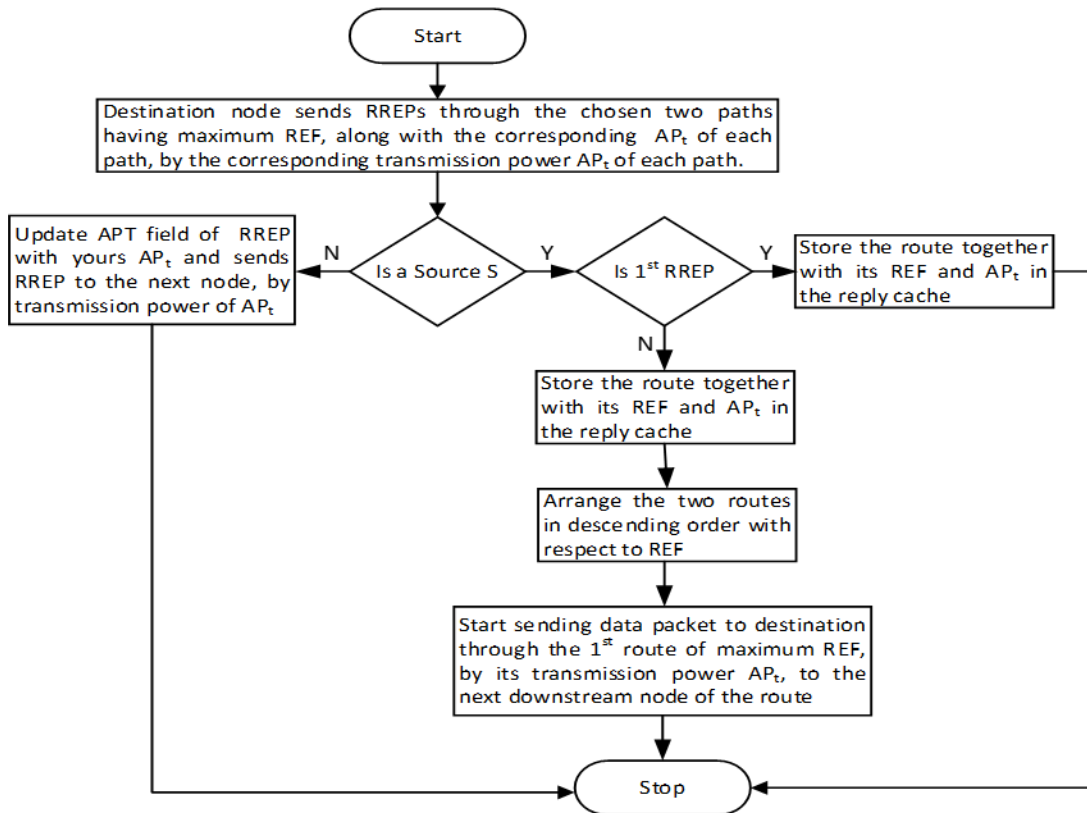 Start
Destination node sends RREPs through the chosen two paths
having maximum REF, along with the corresponding APt of each
path, by the corresponding transmission power APt of each path.
Update APT field of RREP
with yours APt and sends
RREP to the next node, by
transmission power of APt
N
Is a Source S
Y
Is 1st RREP
Y
Store the route together
with its REF and APt in
the reply cache
N
Store the route together
with its REF and APt in
the reply cache
Arrange the two routes
in descending order with
respect to REF
Start sending data packet to destination
through the 1st route of maximum REF,
by its transmission power APt, to the
next downstream node of the route
Stop